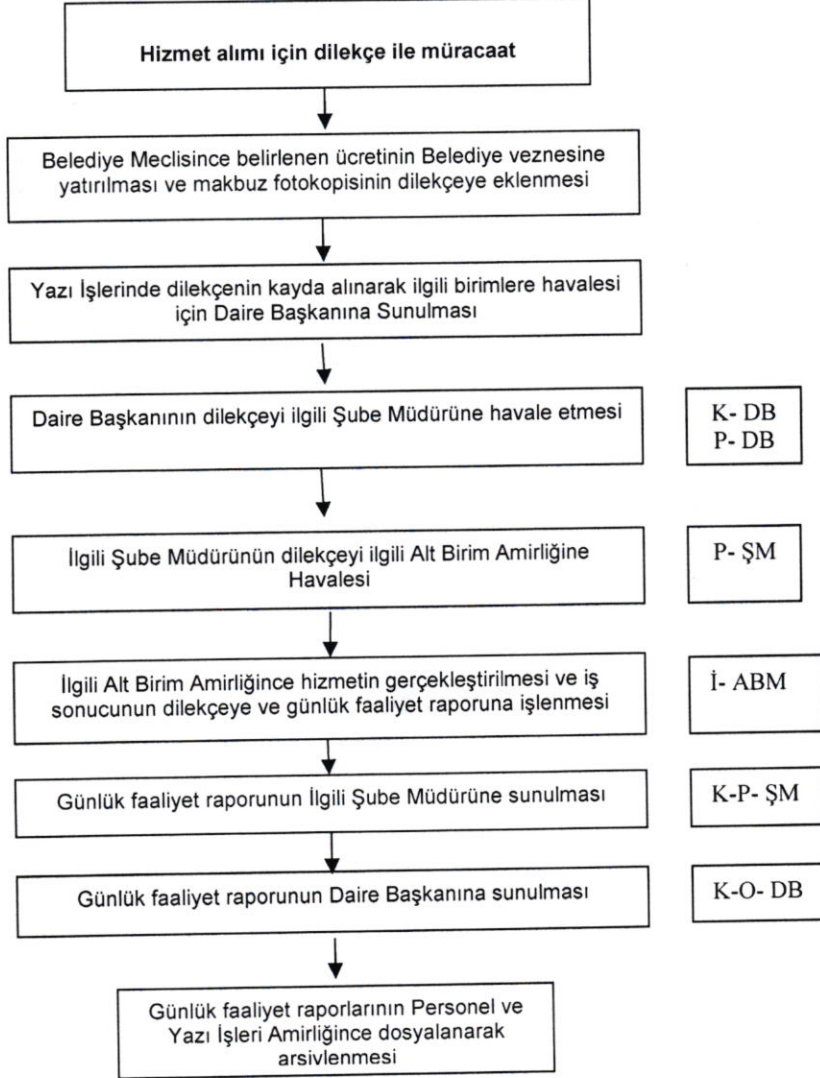 Hizmet alımı için dilekçe ile müracaat
Belediye Meclisince belirlenen ücretinin Belediye veznesine
yatırılması ve makbuz fotokopisinin dilekçeye eklenmesi
Yazı İşlerinde dilekçenin kayda alınarak ilgili birimlere havalesi
için Daire Başkanına Sunulması
Daire Başkanının dilekçeyi ilgili Şube Müdürüne havale etmesi
K- DB
P- DB
İlgili Şube Müdürünün dilekçeyi ilgili Alt Birim Amirliğine
Havalesi
P- ŞM
İlgili Alt Birim Amirliğince hizmetin gerçekleştirilmesi ve iş
sonucunun dilekçeye ve günlük faaliyet raporuna işlenmesi
İ- ABM
Günlük faaliyet raporunun İlgili Şube Müdürüne sunulması
K-P- ŞM
Günlük faaliyet raporunun Daire Başkanına sunulması
K-O- DB
Günlük faaliyet raporlarının Personel ve
Yazı İşleri Amirliğince dosyalanarak
arsivlenmesi